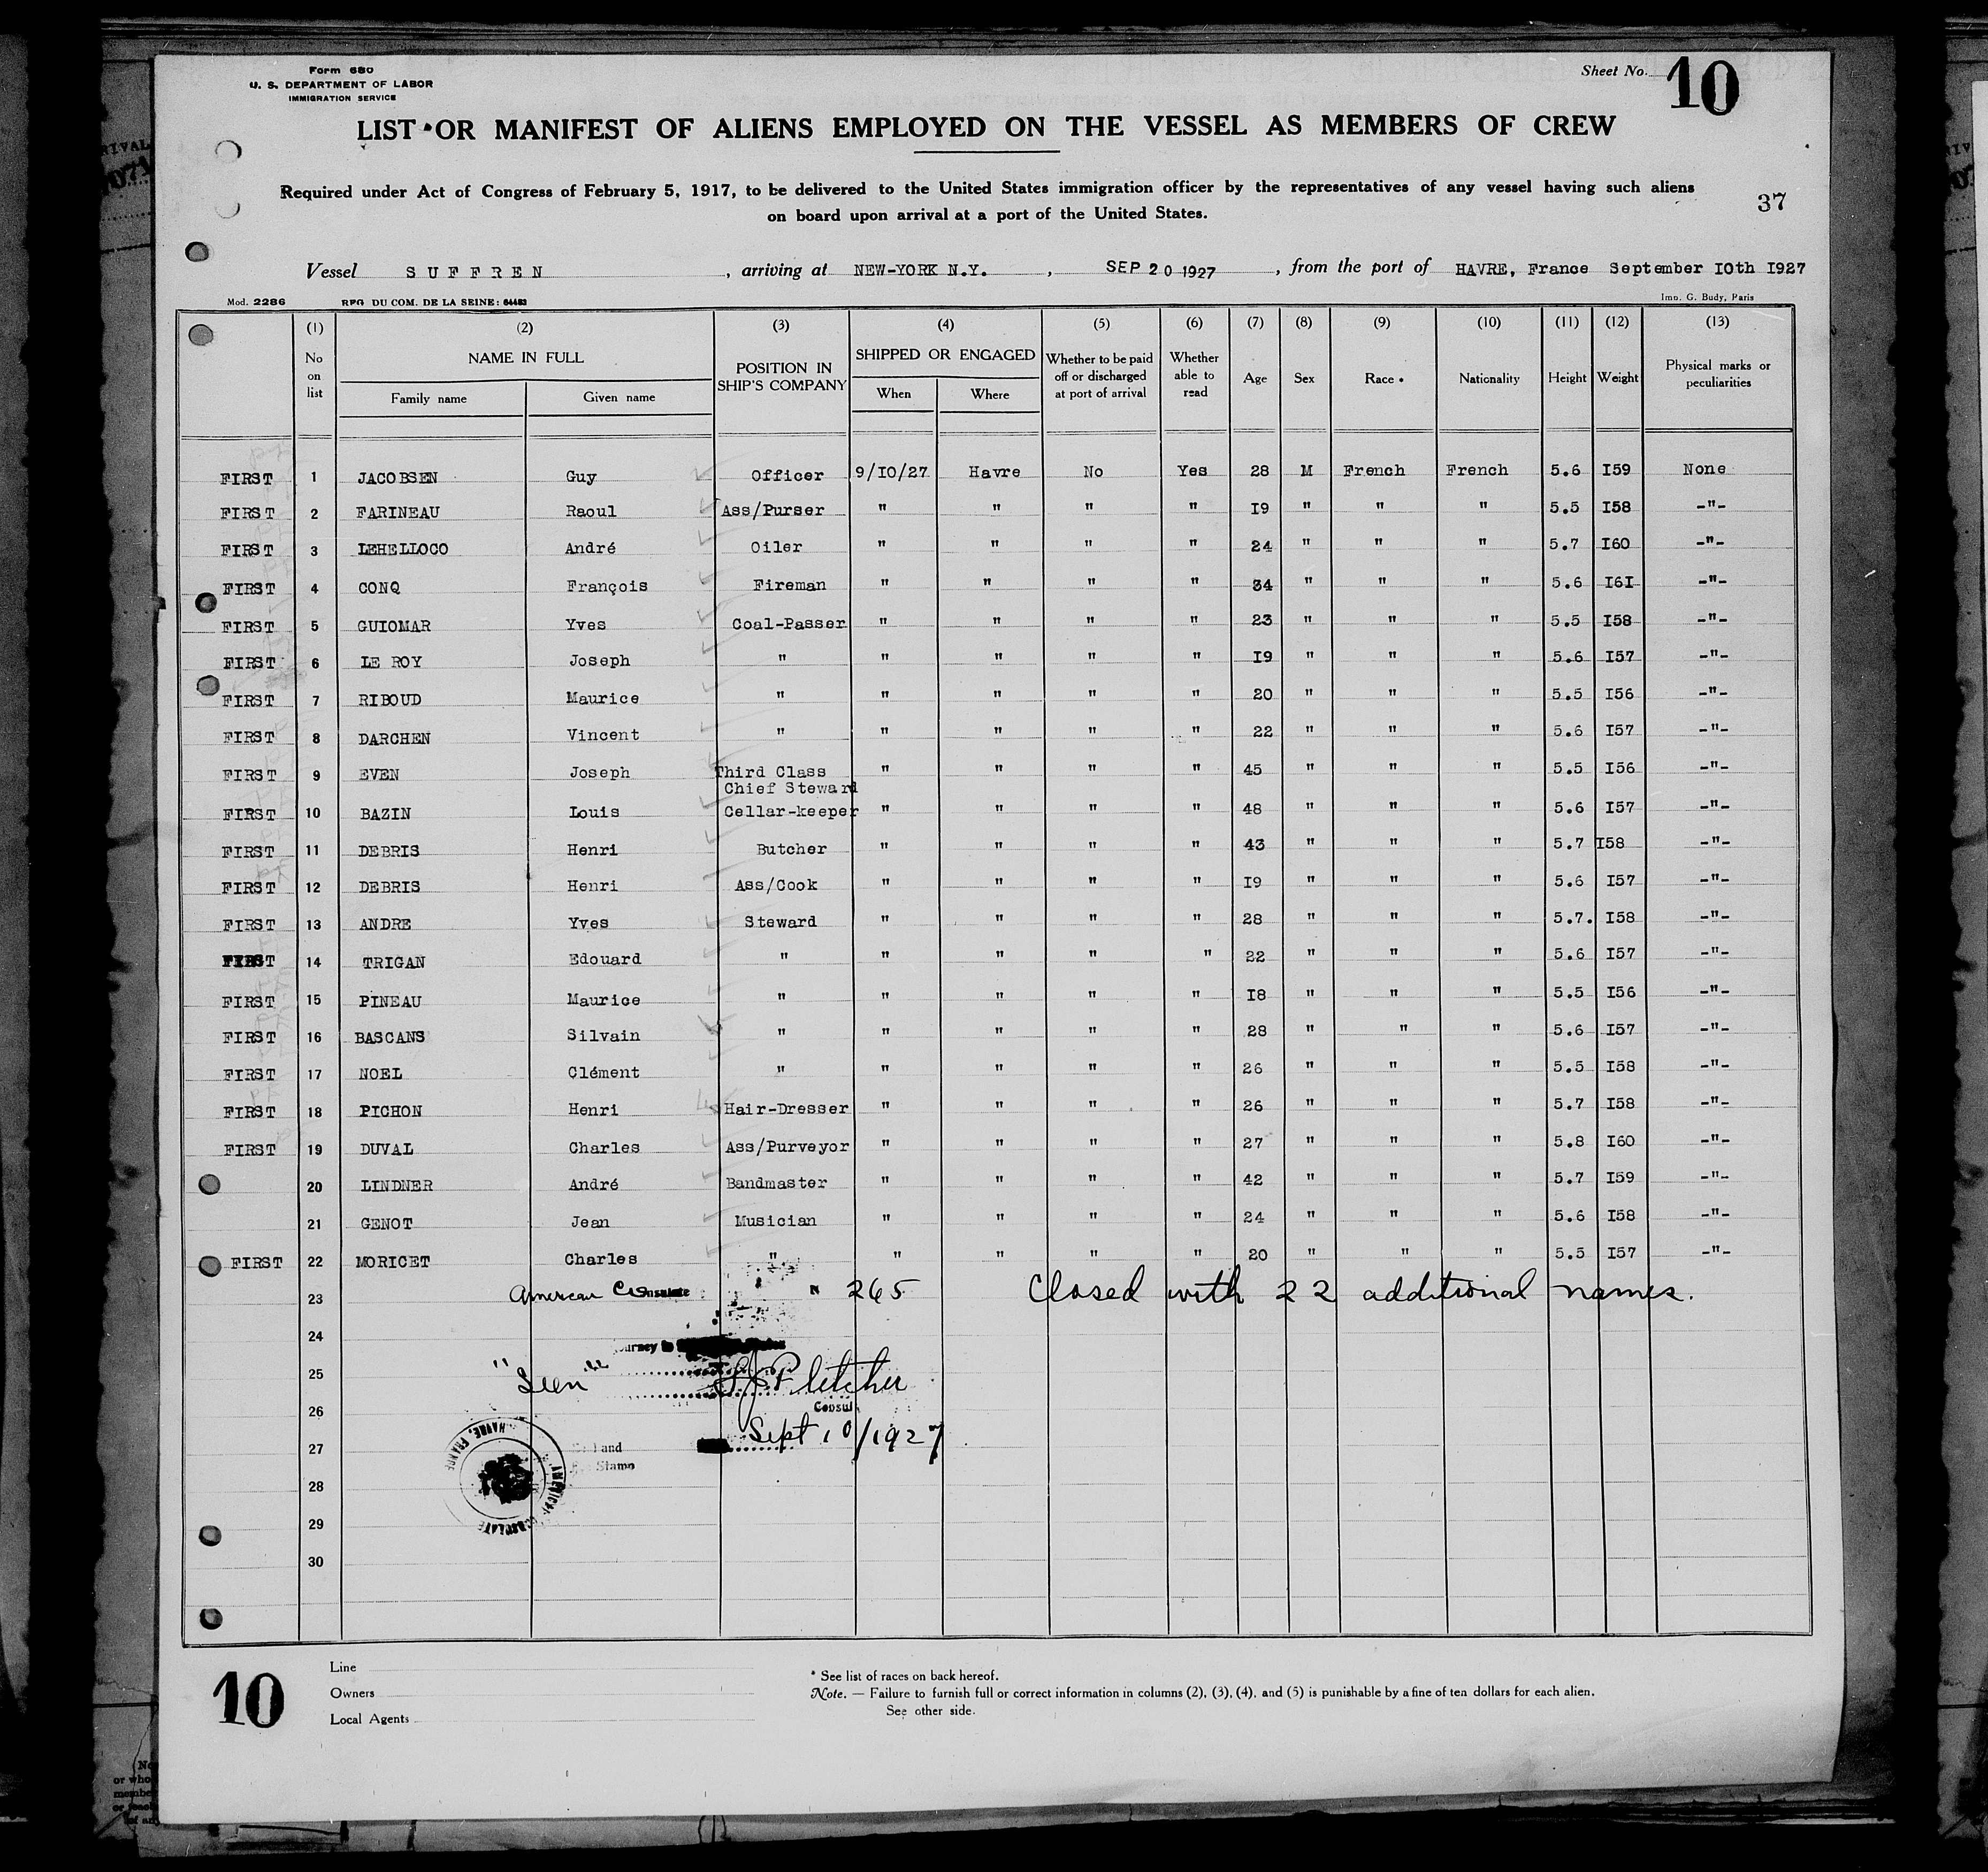 Form 680
U. S. DEPARTMENT OF LABOR
IMMIGRATION SERVICE
Sheet No. 10
LIST OR MANIFEST OF ALIENS EMPLOYED ON THE VESSEL AS MEMBERS OF CREW
Required under Act of Congress of February 5, 1917, to be delivered to the United States immigration officer by the representatives of any vessel having such aliens
on board upon arrival at a port of the United States.
37
Vessel SUFFREN, arriving at NEW-YORK N.Y., SEP 20 1927, from the port of HAVRE, France September 10th 1927
Mod. 2286 REG DU COM. DE LA SEINE: 64483 Imp. G. Budy, Paris
(1) (2) (3) (4) (5) (6) (7) (8) (9) (10) (11) (12) (13)
No on list NAME IN FULL Family name Given name POSITION IN SHIP'S COMPANY SHIPPED OR ENGAGED When Where Whether to be paid off or discharged at port of arrival Whether able to read Age Sex Race * Nationality Height Weight Physical marks or peculiarities
FIRST 1 JACOBSEN Guy Officer 9/10/27 Havre No Yes 28 M French French 5.6 159 None
FIRST 2 FARINEAU Raoul Ass/Purser " " " " 19 " " " 5.5 158 -"-
FIRST 3 LEHELLOCO André Oiler " " " " 24 " " " 5.7 160 -"-
FIRST 4 CONQ François Fireman " " " " 34 " " " 5.6 161 -"-
FIRST 5 GUIOMAR Yves Coal-Passer " " " " 23 " " " 5.5 158 -"-
FIRST 6 LE ROY Joseph " " " " " 19 " " " 5.6 157 -"-
FIRST 7 RIBOUD Maurice " " " " " 20 " " " 5.5 156 -"-
FIRST 8 DARCHEN Vincent " " " " " 22 " " " 5.6 157 -"-
FIRST 9 EVEN Joseph Third Class Chief Steward " " " " 45 " " " 5.5 156 -"-
FIRST 10 BAZIN Louis Cellar-keeper " " " " 48 " " " 5.6 157 -"-
FIRST 11 DEBRIS Henri Butcher " " " " 43 " " " 5.7 158 -"-
FIRST 12 DEBRIS Henri Ass/Cook " " " " 19 " " " 5.6 157 -"-
FIRST 13 ANDRE Yves Steward " " " " 28 " " " 5.7. 158 -"-
FIRST 14 TRIGAN Edouard " " " " " 22 " " " 5.6 157 -"-
FIRST 15 PINEAU Maurice " " " " " 18 " " " 5.5 156 -"-
FIRST 16 BASCANS Silvain " " " " " 28 " " " 5.6 157 -"-
FIRST 17 NOEL Clément " " " " " 26 " " " 5.5 158 -"-
FIRST 18 PICHON Henri Hair-Dresser " " " " 26 " " " 5.7 158 -"-
FIRST 19 DUVAL Charles Ass/Purveyor " " " " 27 " " " 5.8 160 -"-
20 LINDNER André Bandmaster " " " " 42 " " " 5.7 159 -"-
21 GENOT Jean Musician " " " " 24 " " " 5.6 158 -"-
FIRST 22 MORICET Charles " " " " " 20 " " " 5.5 157 -"-
23 American Consulate N 265 Closed with 22 additional names.
24
25 "Seen" Fletcher
26 Consul
27 Sept 10/1927
and
Stamp
HAVRE, FRANCE
AMERICAN CONSULATE
28
29
30
10
Line
Owners
Local Agents
* See list of races on back hereof.
Note. — Failure to furnish full or correct information in columns (2), (3), (4), and (5) is punishable by a fine of ten dollars for each alien.
See other side.